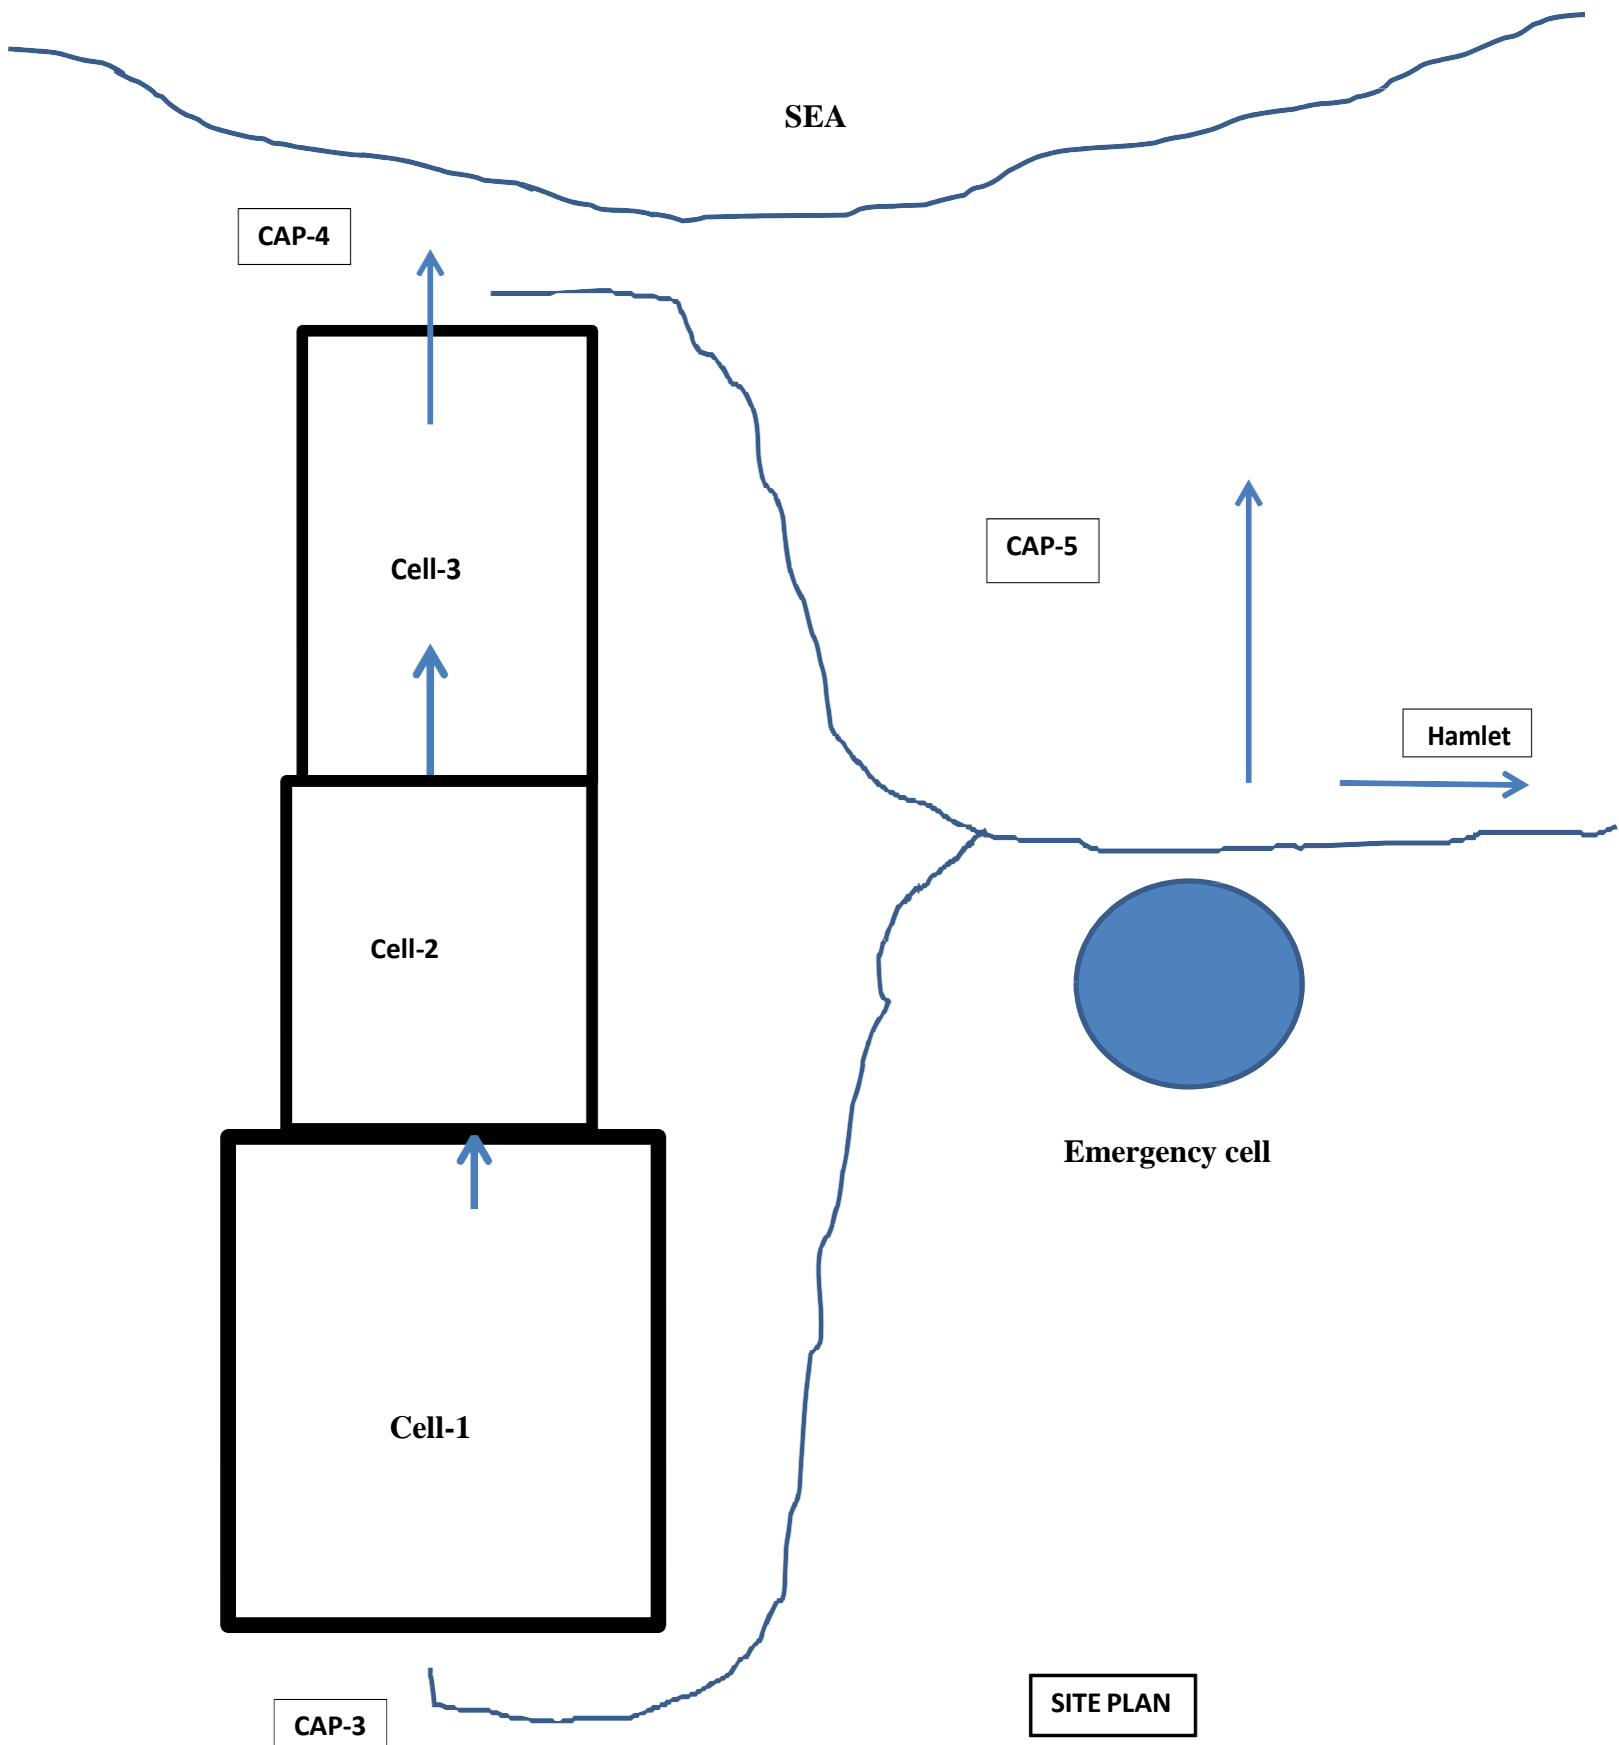 SEA
CAP-4
CAP-5
Cell-3
Hamlet
Cell-2
Emergency cell
Cell-1
SITE PLAN
CAP-3